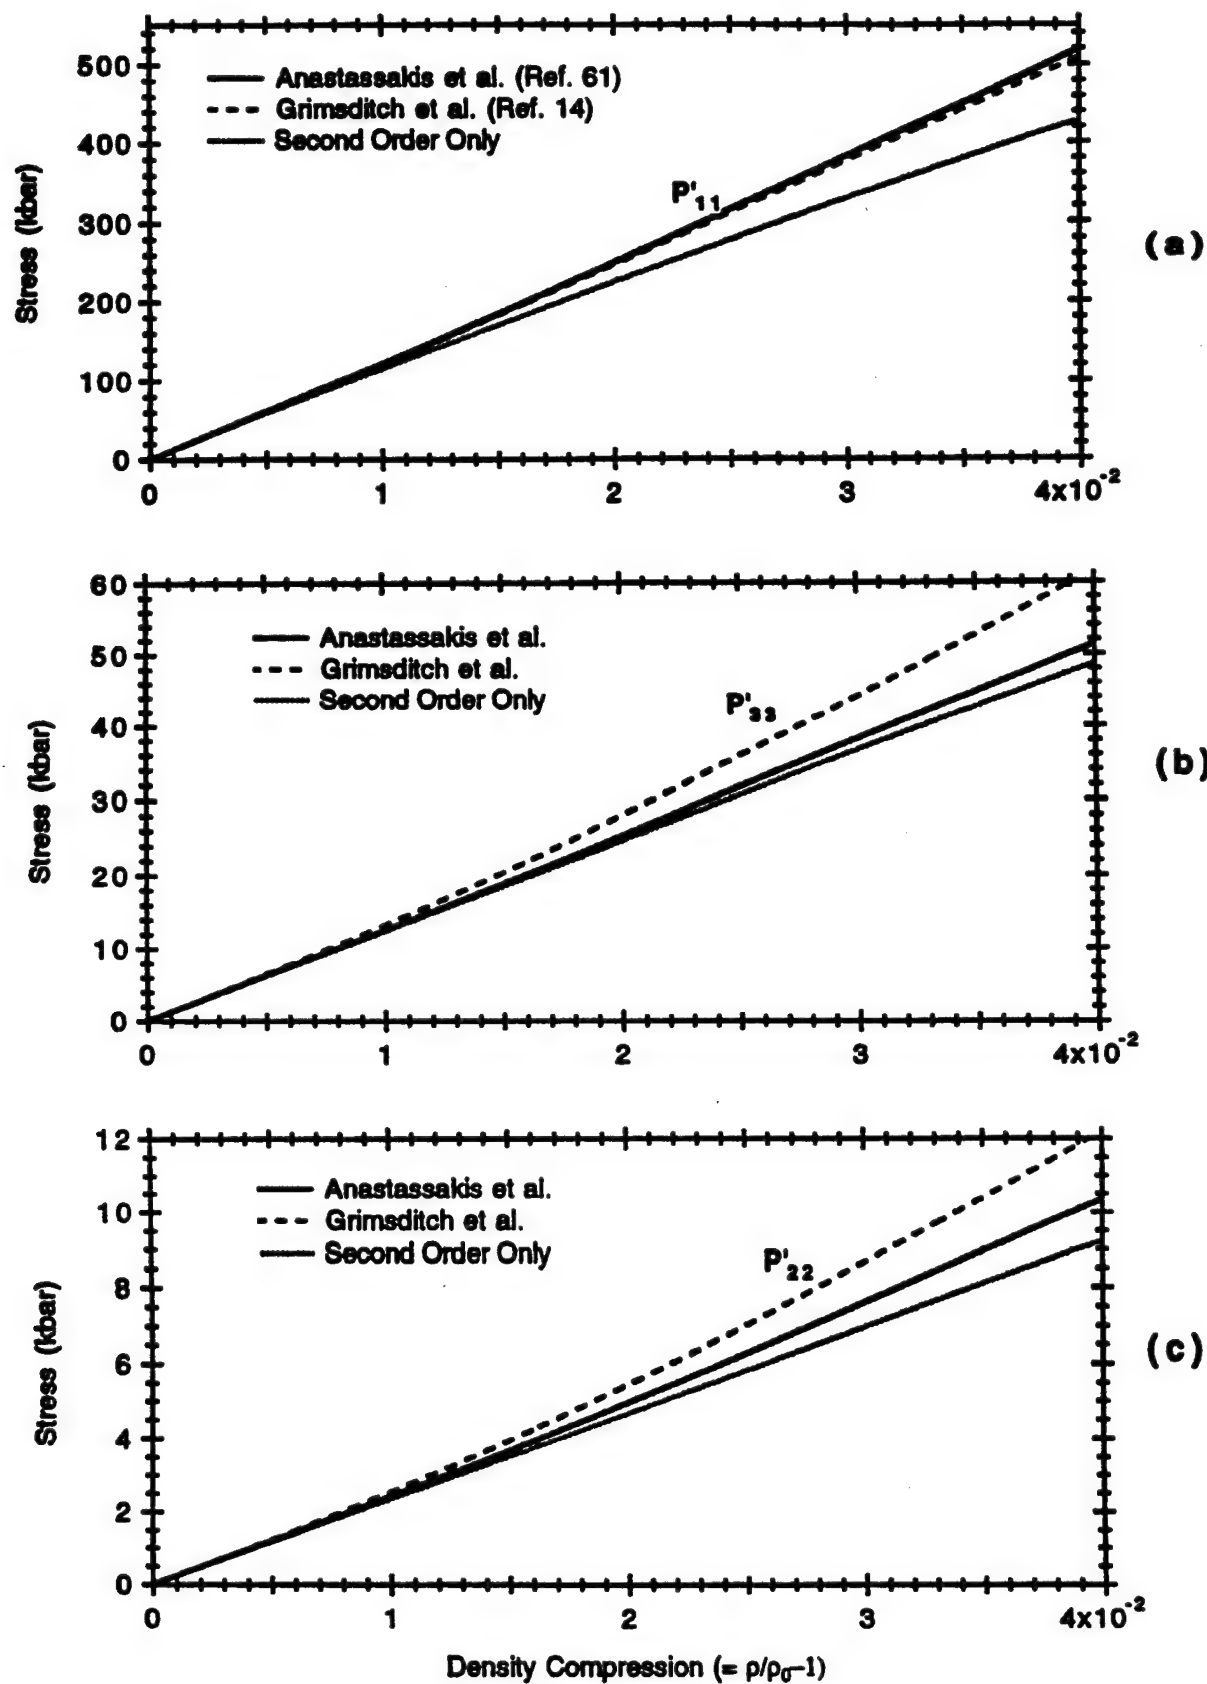 500
400
300
200
100
0
Stress (kbar)
Anastassakis et al. (Ref. 61)
Grimsditch et al. (Ref. 14)
Second Order Only
P'11
(a)
0 1 2 3 4x10-2
60
50
40
30
20
10
0
Stress (kbar)
Anastassakis et al.
Grimsditch et al.
Second Order Only
P'33
(b)
0 1 2 3 4x10-2
12
10
8
6
4
2
0
Stress (kbar)
Anastassakis et al.
Grimsditch et al.
Second Order Only
P'22
(c)
0 1 2 3 4x10-2
Density Compression (= ρ/ρ0–1)